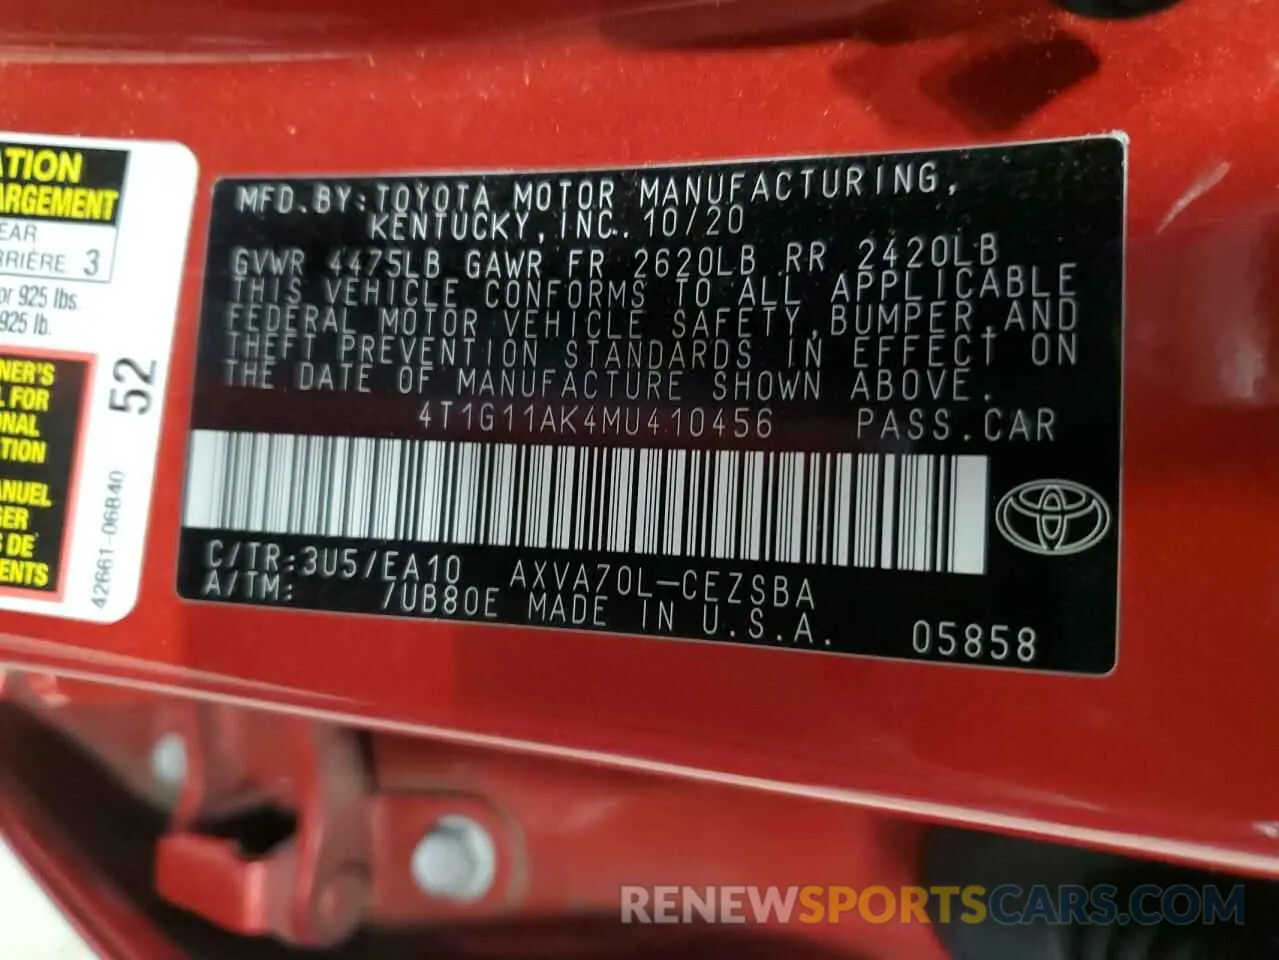 ATION
ARGEMENT
EAR
RRIÈRE 3
or 925 lbs.
925 lb.
NER'S
L FOR
ONAL
TION
ANUEL
GER
S DE
ENTS
52
42661-06B40
MFD.BY:TOYOTA MOTOR MANUFACTURING,
KENTUCKY,INC. 10/20
GVWR 4475LB GAWR FR 2620LB RR 2420LB
THIS VEHICLE CONFORMS TO ALL APPLICABLE
FEDERAL MOTOR VEHICLE SAFETY,BUMPER,AND
THEFT PREVENTION STANDARDS IN EFFECT ON
THE DATE OF MANUFACTURE SHOWN ABOVE.
4T1G11AK4MU410456 PASS.CAR
C/TR:3U5/EA10 AXVA70L-CEZSBA
A/TM: /UB80E MADE IN U.S.A. 05858
RENEWSPORTSCARS.COM